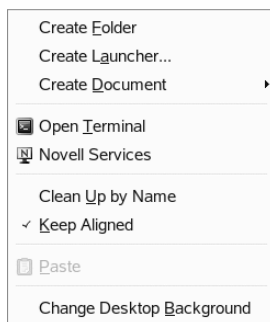 Create Folder
Create Launcher...
Create Document
Open Terminal
Novell Services
Clean Up by Name
Keep Aligned
Paste
Change Desktop Background